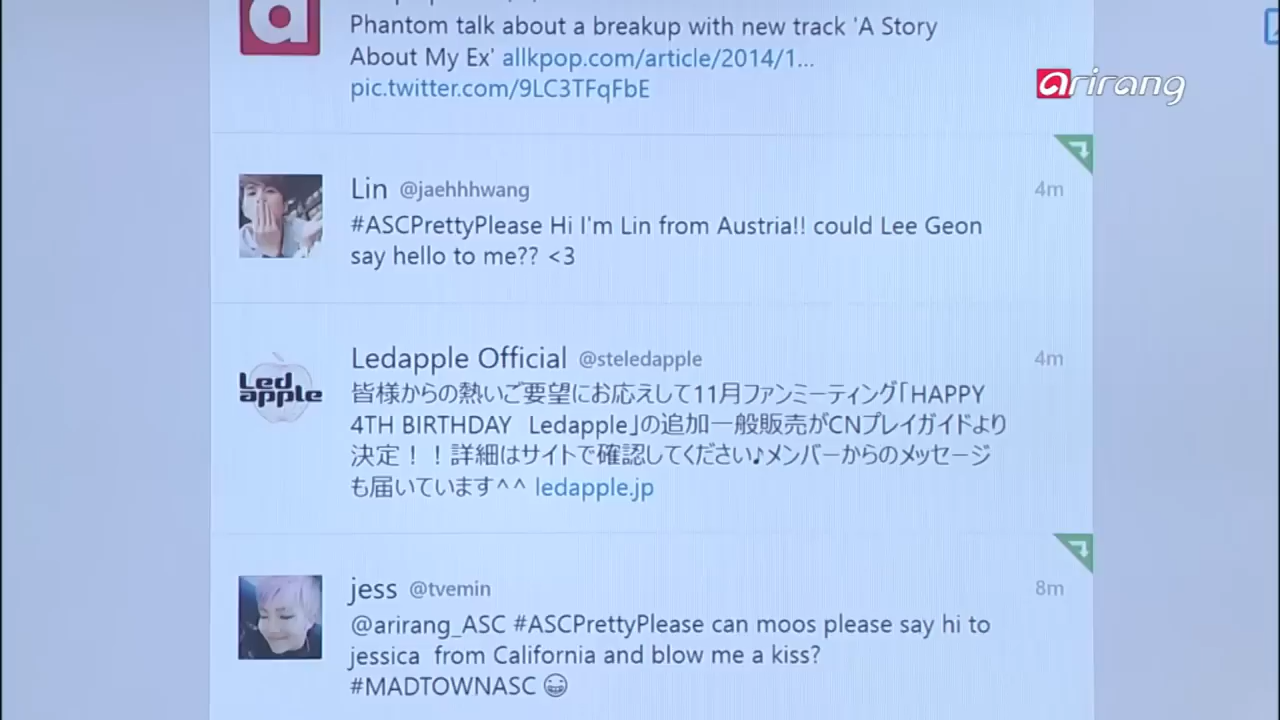 Phantom talk about a breakup with new track 'A Story
About My Ex' allkpop.com/article/2014/1...
pic.twitter.com/9LC3TFqFbE
arirang
Lin @jaehhhwang 4m
#ASCPrettyPlease Hi I'm Lin from Austria!! could Lee Geon
say hello to me?? <3
Led
apple
Ledapple Official @steledapple 4m
皆様からの熱いご要望にお応えして11月ファンミーティング「HAPPY
4TH BIRTHDAY Ledapple」の追加一般販売がCNプレイガイドより
決定！！詳細はサイトで確認してください♪メンバーからのメッセージ
も届いています^^ ledapple.jp
jess @tvemin 8m
@arirang_ASC #ASCPrettyPlease can moos please say hi to
jessica from California and blow me a kiss?
#MADTOWNASC 😁